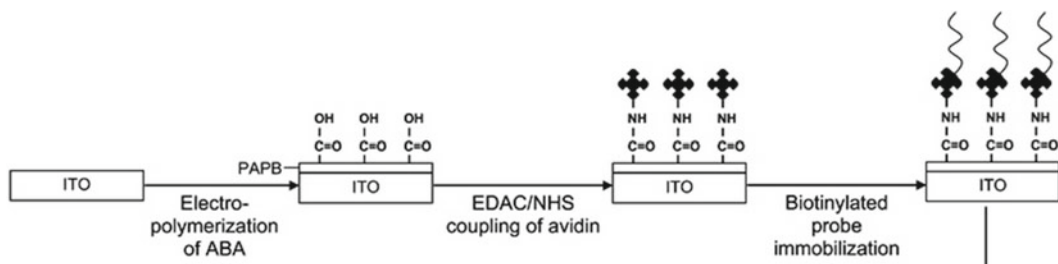 OH OH OH
C=O C=O C=O
PAPB
ITO
ITO
NH NH NH
C=O C=O C=O
ITO
NH NH NH
C=O C=O C=O
ITO
Electro-
polymerization
of ABA
EDAC/NHS
coupling of avidin
Biotinylated
probe
immobilization